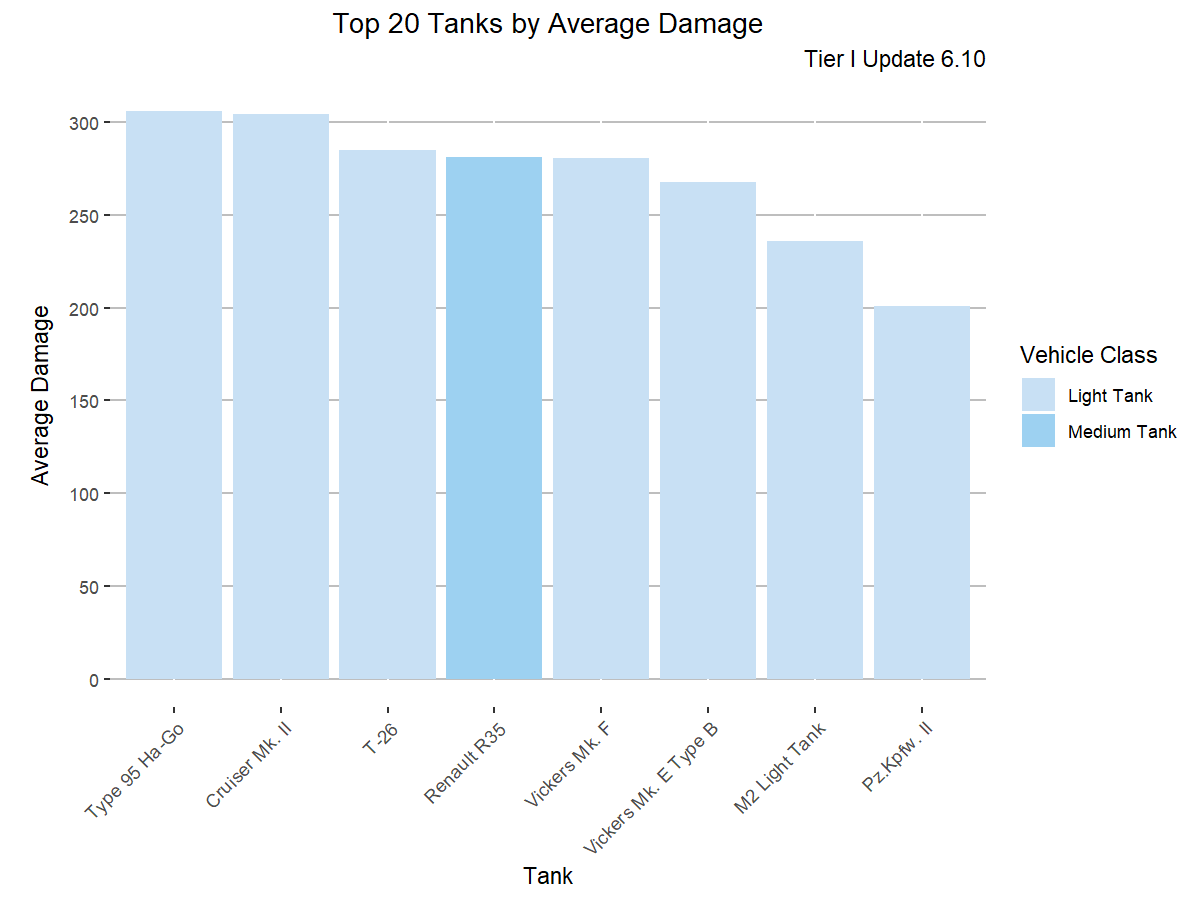 Top 20 Tanks by Average Damage
Tier I Update 6.10
Average Damage
300
250
200
150
100
50
0
Type 95 Ha-Go
Cruiser Mk. II
T-26
Renault R35
Vickers Mk. F
Vickers Mk. E Type B
M2 Light Tank
Pz.Kpfw. II
Tank
Vehicle Class
Light Tank
Medium Tank